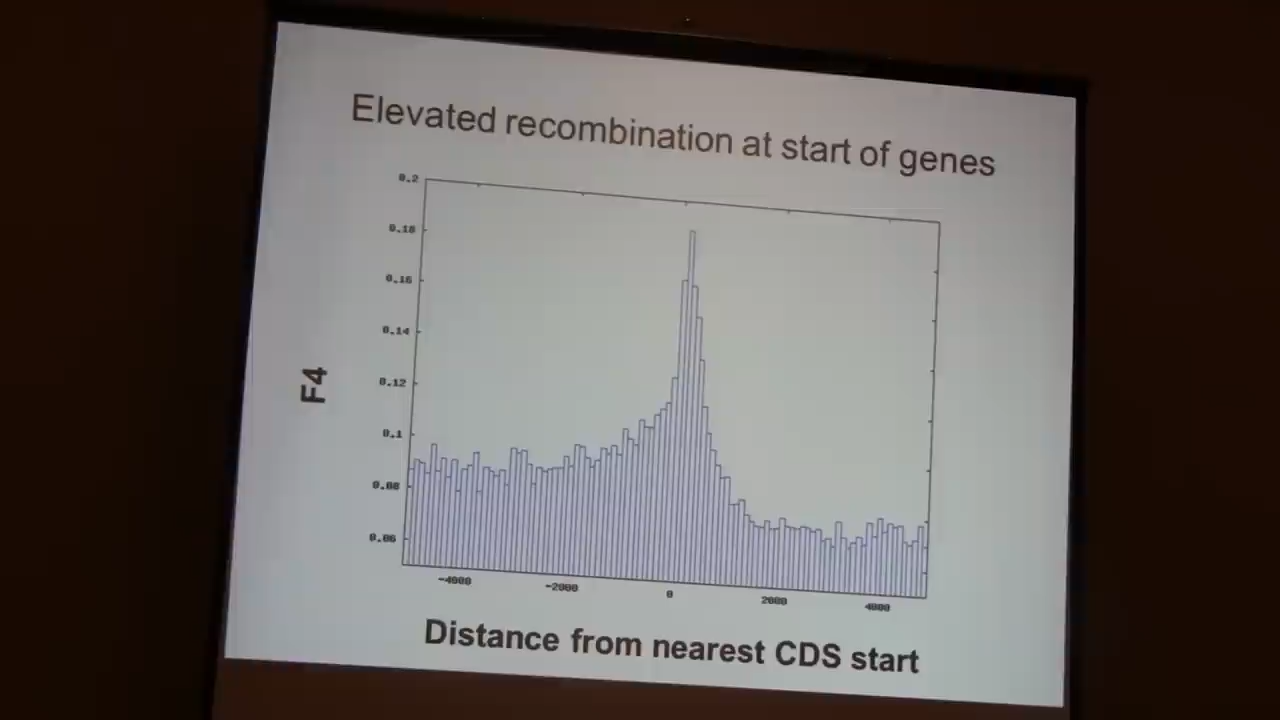 Elevated recombination at start of genes
0.2
0.18
0.16
0.14
0.12
0.1
0.08
0.06
F4
-4000 -2000 0 2000 4000
Distance from nearest CDS start